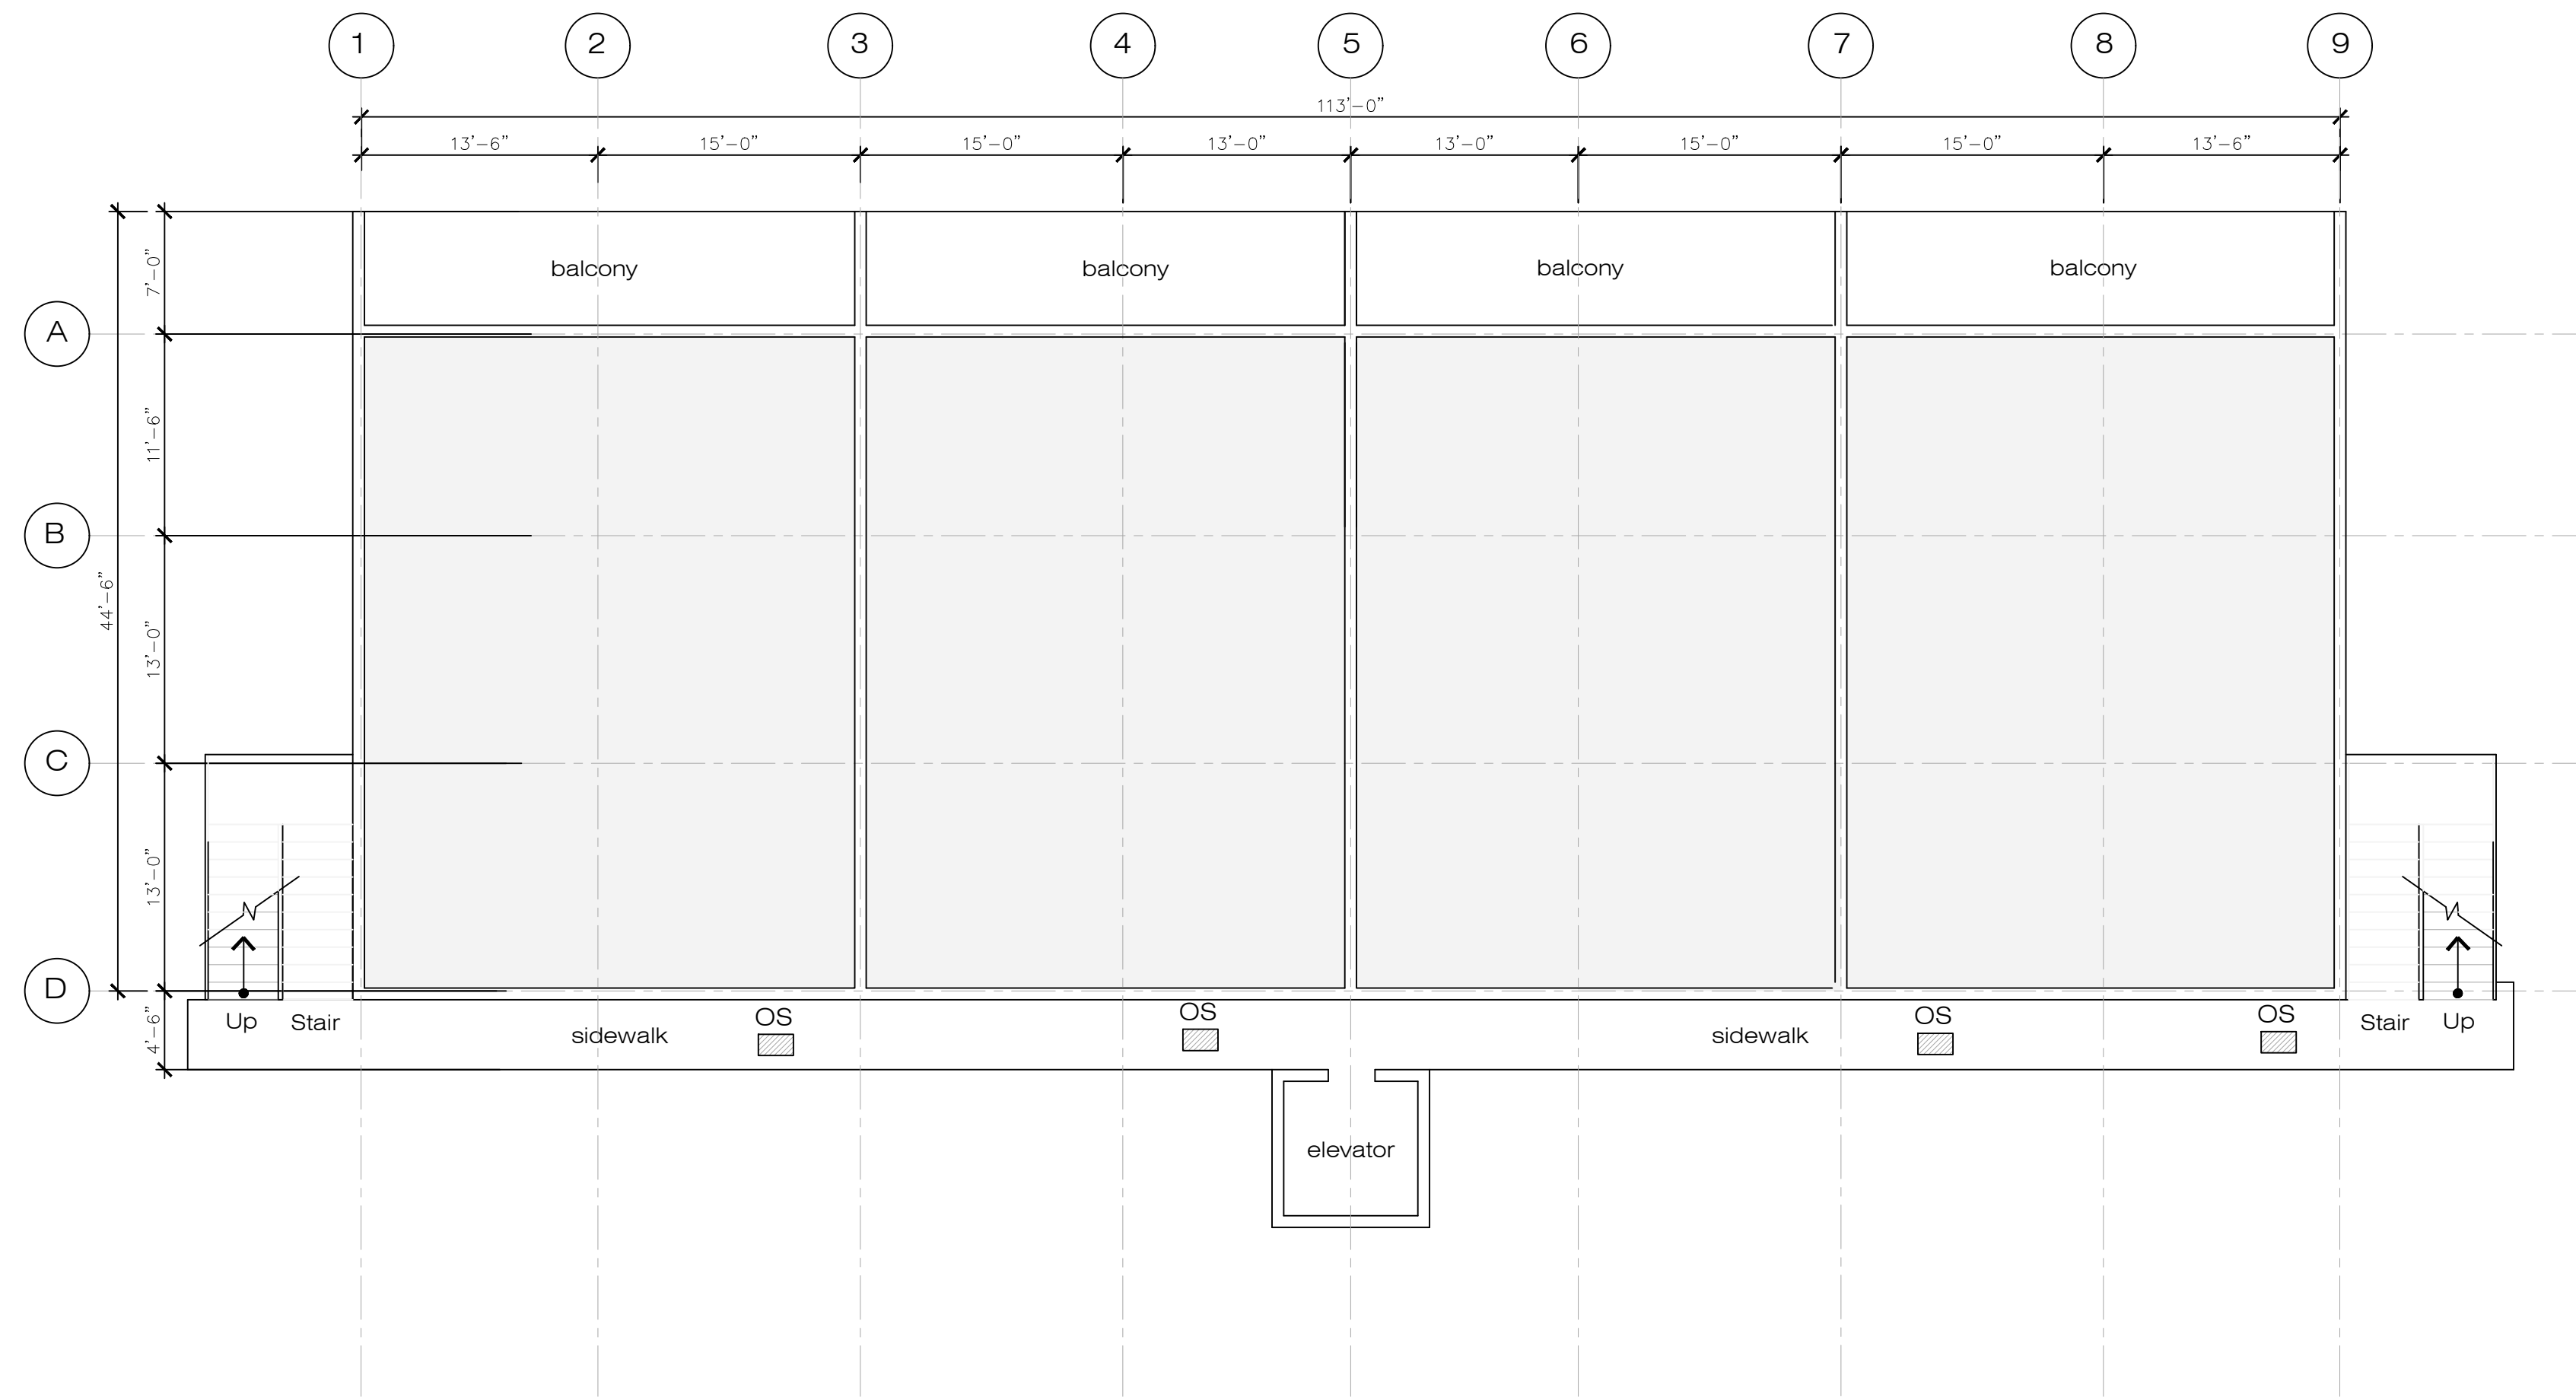 1 2 3 4 5 6 7 8 9
113'-0"
13'-6" 15'-0" 15'-0" 13'-0" 13'-0" 15'-0" 15'-0" 13'-6"
7'-0"
balcony balcony balcony balcony
A
11'-6"
B
44'-6"
13'-0"
C
13'-0"
D
4'-6"
Up Stair sidewalk OS OS sidewalk OS OS Stair Up
elevator